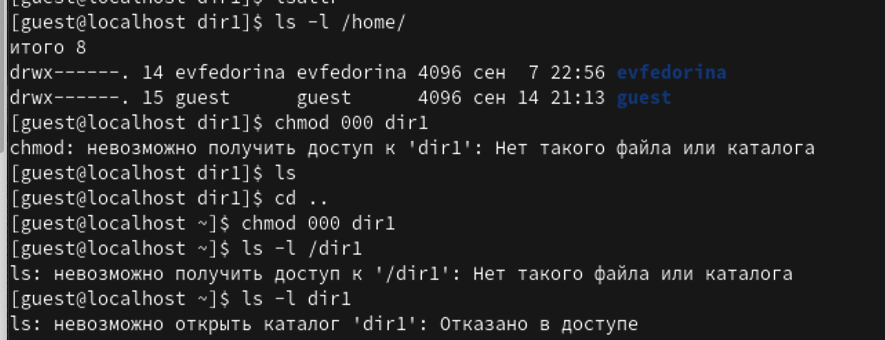 [guest@localhost dir1]$ lsattr
[guest@localhost dir1]$ ls -l /home/
итого 8
drwx------. 14 evfedorina evfedorina 4096 сен  7 22:56 evfedorina
drwx------. 15 guest      guest      4096 сен 14 21:13 guest
[guest@localhost dir1]$ chmod 000 dir1
chmod: невозможно получить доступ к 'dir1': Нет такого файла или каталога
[guest@localhost dir1]$ ls
[guest@localhost dir1]$ cd ..
[guest@localhost ~]$ chmod 000 dir1
[guest@localhost ~]$ ls -l /dir1
ls: невозможно получить доступ к '/dir1': Нет такого файла или каталога
[guest@localhost ~]$ ls -l dir1
ls: невозможно открыть каталог 'dir1': Отказано в доступе